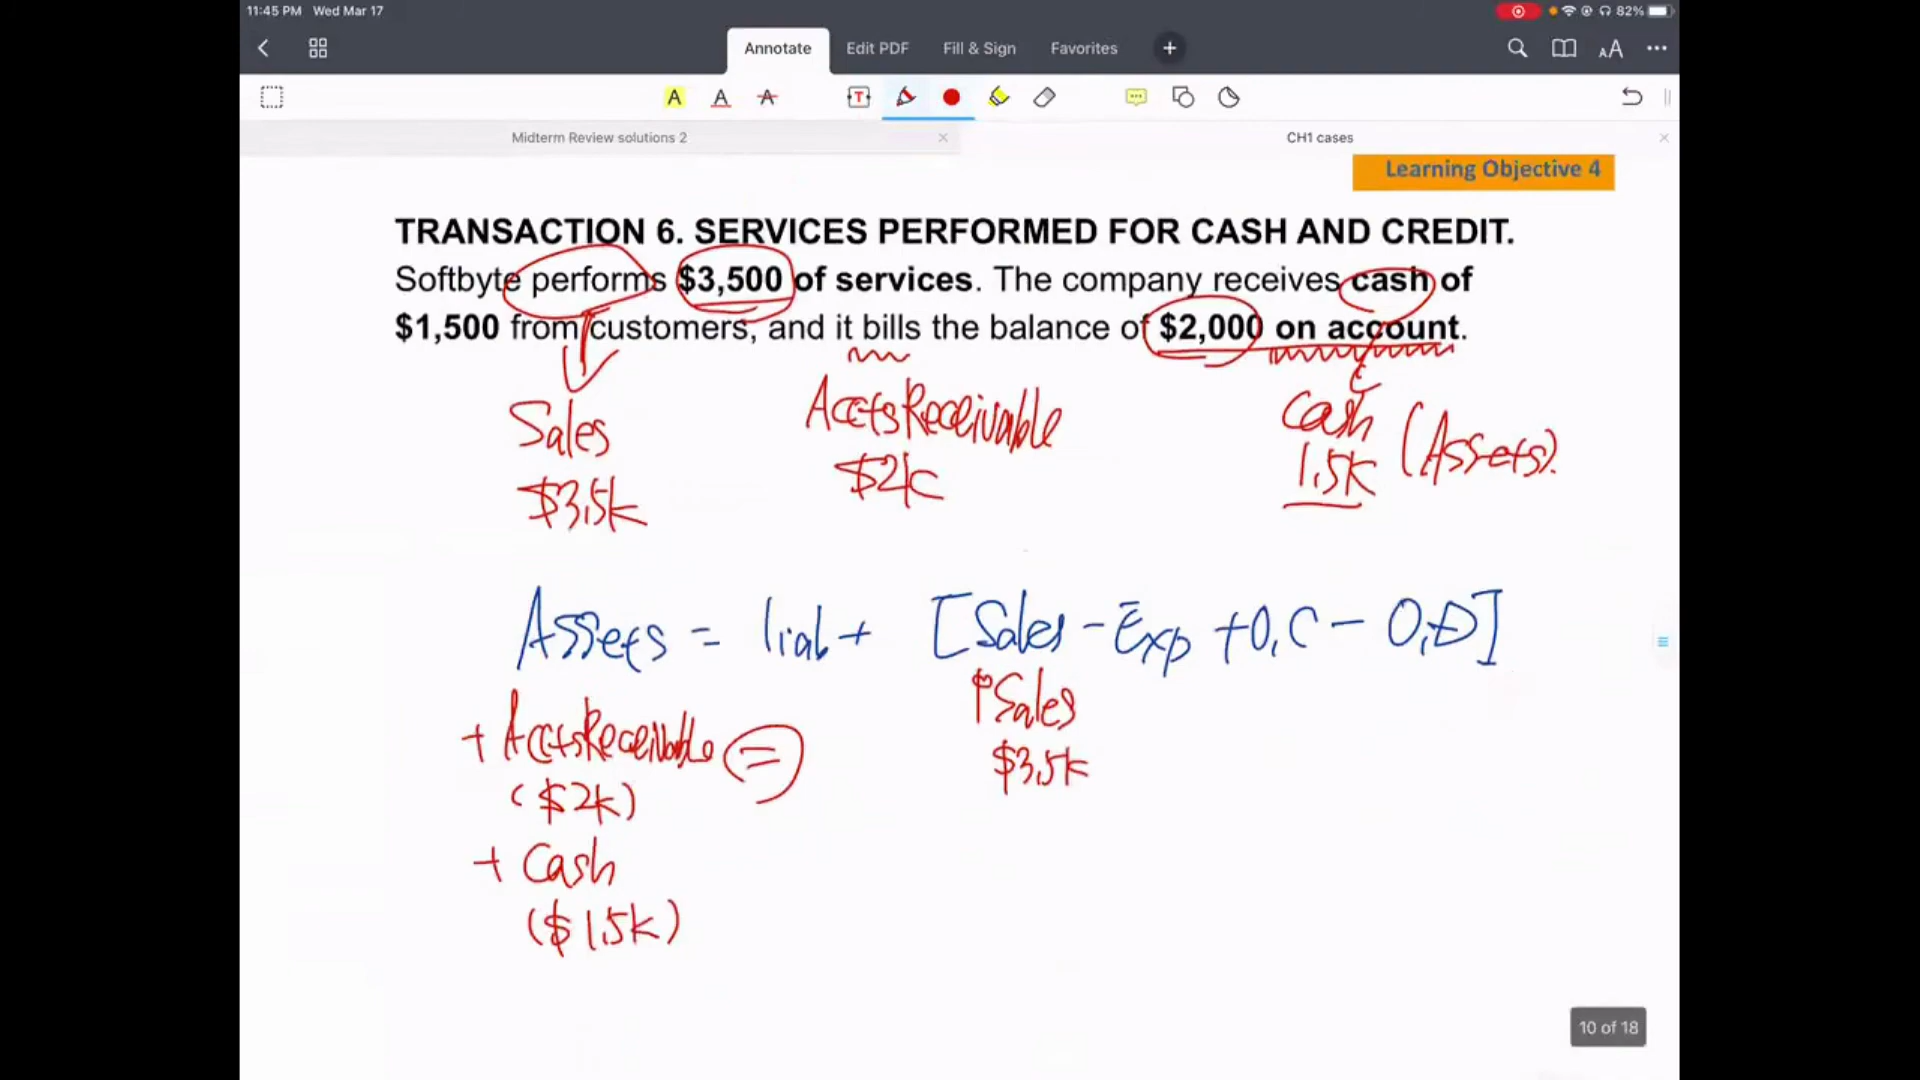 11:45 PM Wed Mar 17
82%
Annotate Edit PDF Fill & Sign Favorites
A A A T
Midterm Review solutions 2
CH1 cases
Learning Objective 4
TRANSACTION 6. SERVICES PERFORMED FOR CASH AND CREDIT.
Softbyte performs $3,500 of services. The company receives cash of
$1,500 from customers, and it bills the balance of $2,000 on account.
Sales
$3,5k
AcctsReceivable
$2k
Cash (Assets).
1.5k
Assets = liab + [Sales - Exp + O.C - O.D]
+ AcctsReceivable =
($2k)
↑Sales
$3,5k
+ Cash
($1.5k)
10 of 18